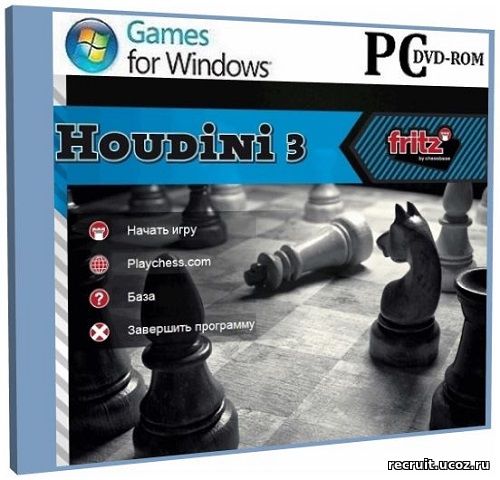 Games
for Windows®
PC DVD-ROM
HOUDINI 3
fritz
by chessbase
Начать игру
Playchess.com
База
Завершить программу
recruit.ucoz.ru